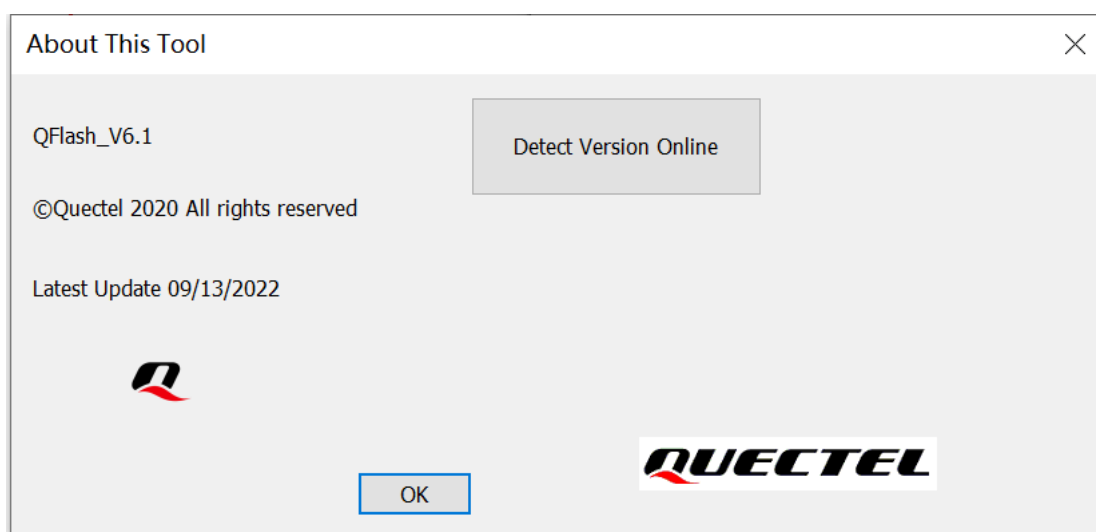 About This Tool
QFlash_V6.1
Detect Version Online
©Quectel 2020 All rights reserved
Latest Update 09/13/2022
QUECTEL
OK